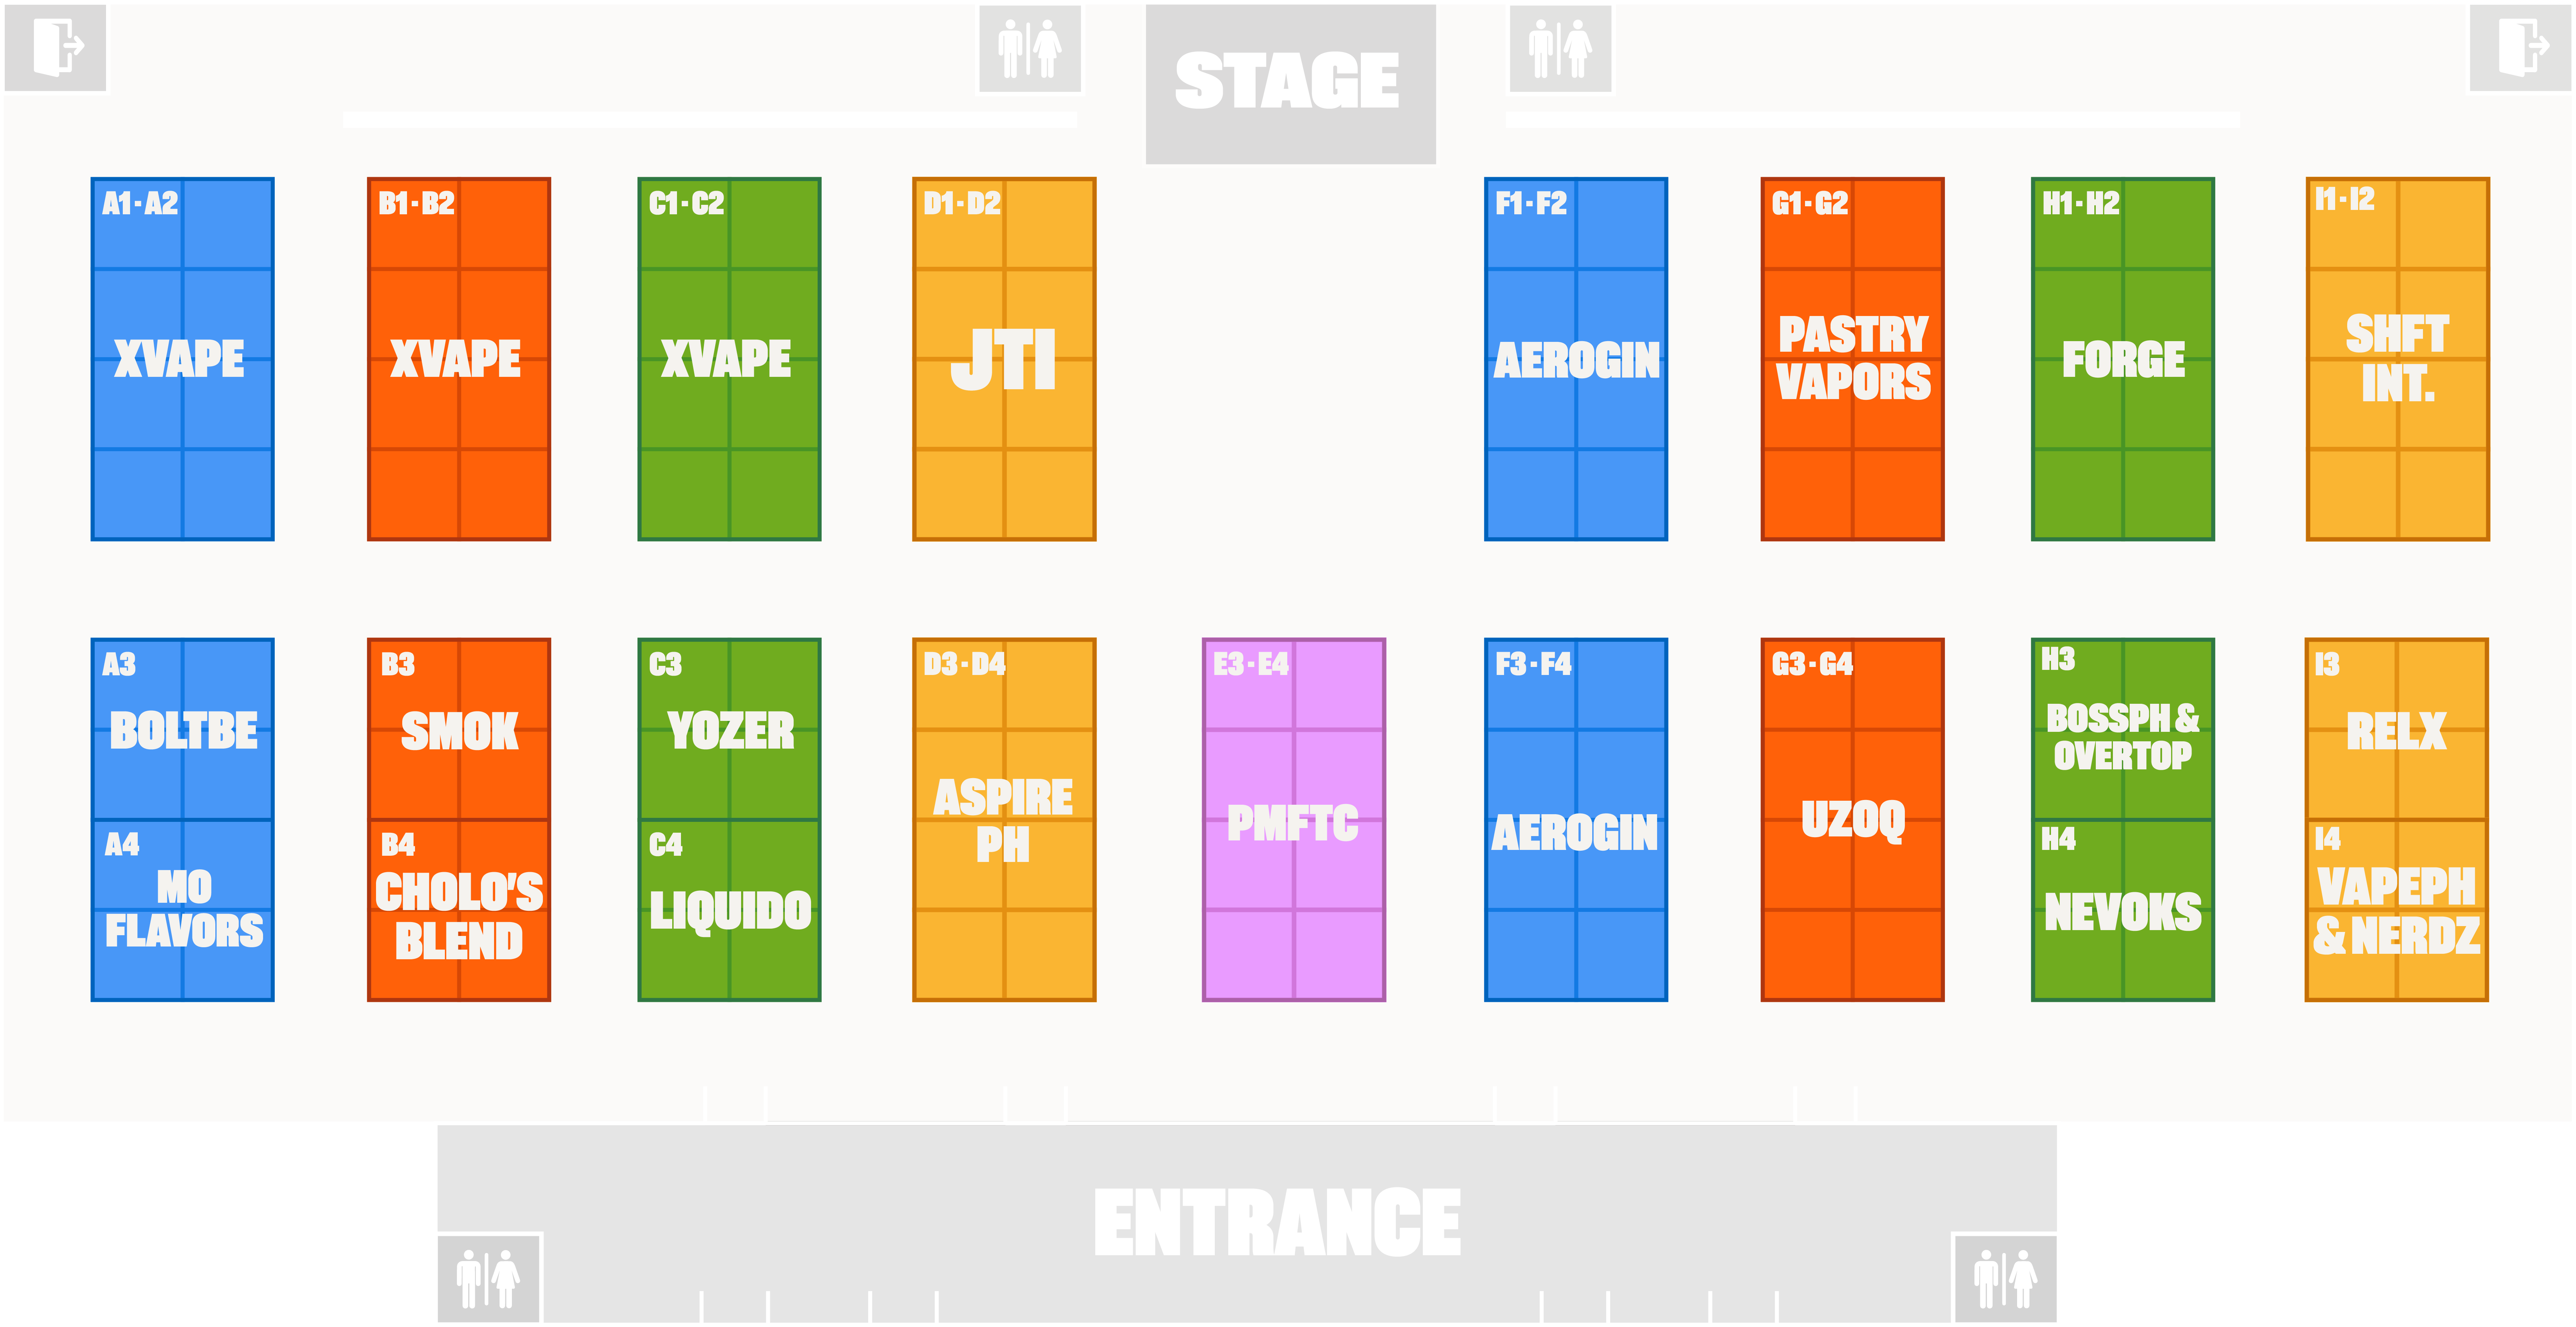 STAGE
A1-A2
XVAPE
B1-B2
XVAPE
C1-C2
XVAPE
D1-D2
JTI
F1-F2
AEROGIN
G1-G2
PASTRY
VAPORS
H1-H2
FORGE
I1-I2
SHFT
INT.
A3
BOLTBE
A4
MO
FLAVORS
B3
SMOK
B4
CHOLO'S
BLEND
C3
YOZER
C4
LIQUIDO
D3-D4
ASPIRE
PH
E3-E4
PMFTC
F3-F4
AEROGIN
G3-G4
UZOQ
H3
BOSSPH &
OVERTOP
H4
NEVOKS
I3
RELX
I4
VAPEPH
& NERDZ
ENTRANCE